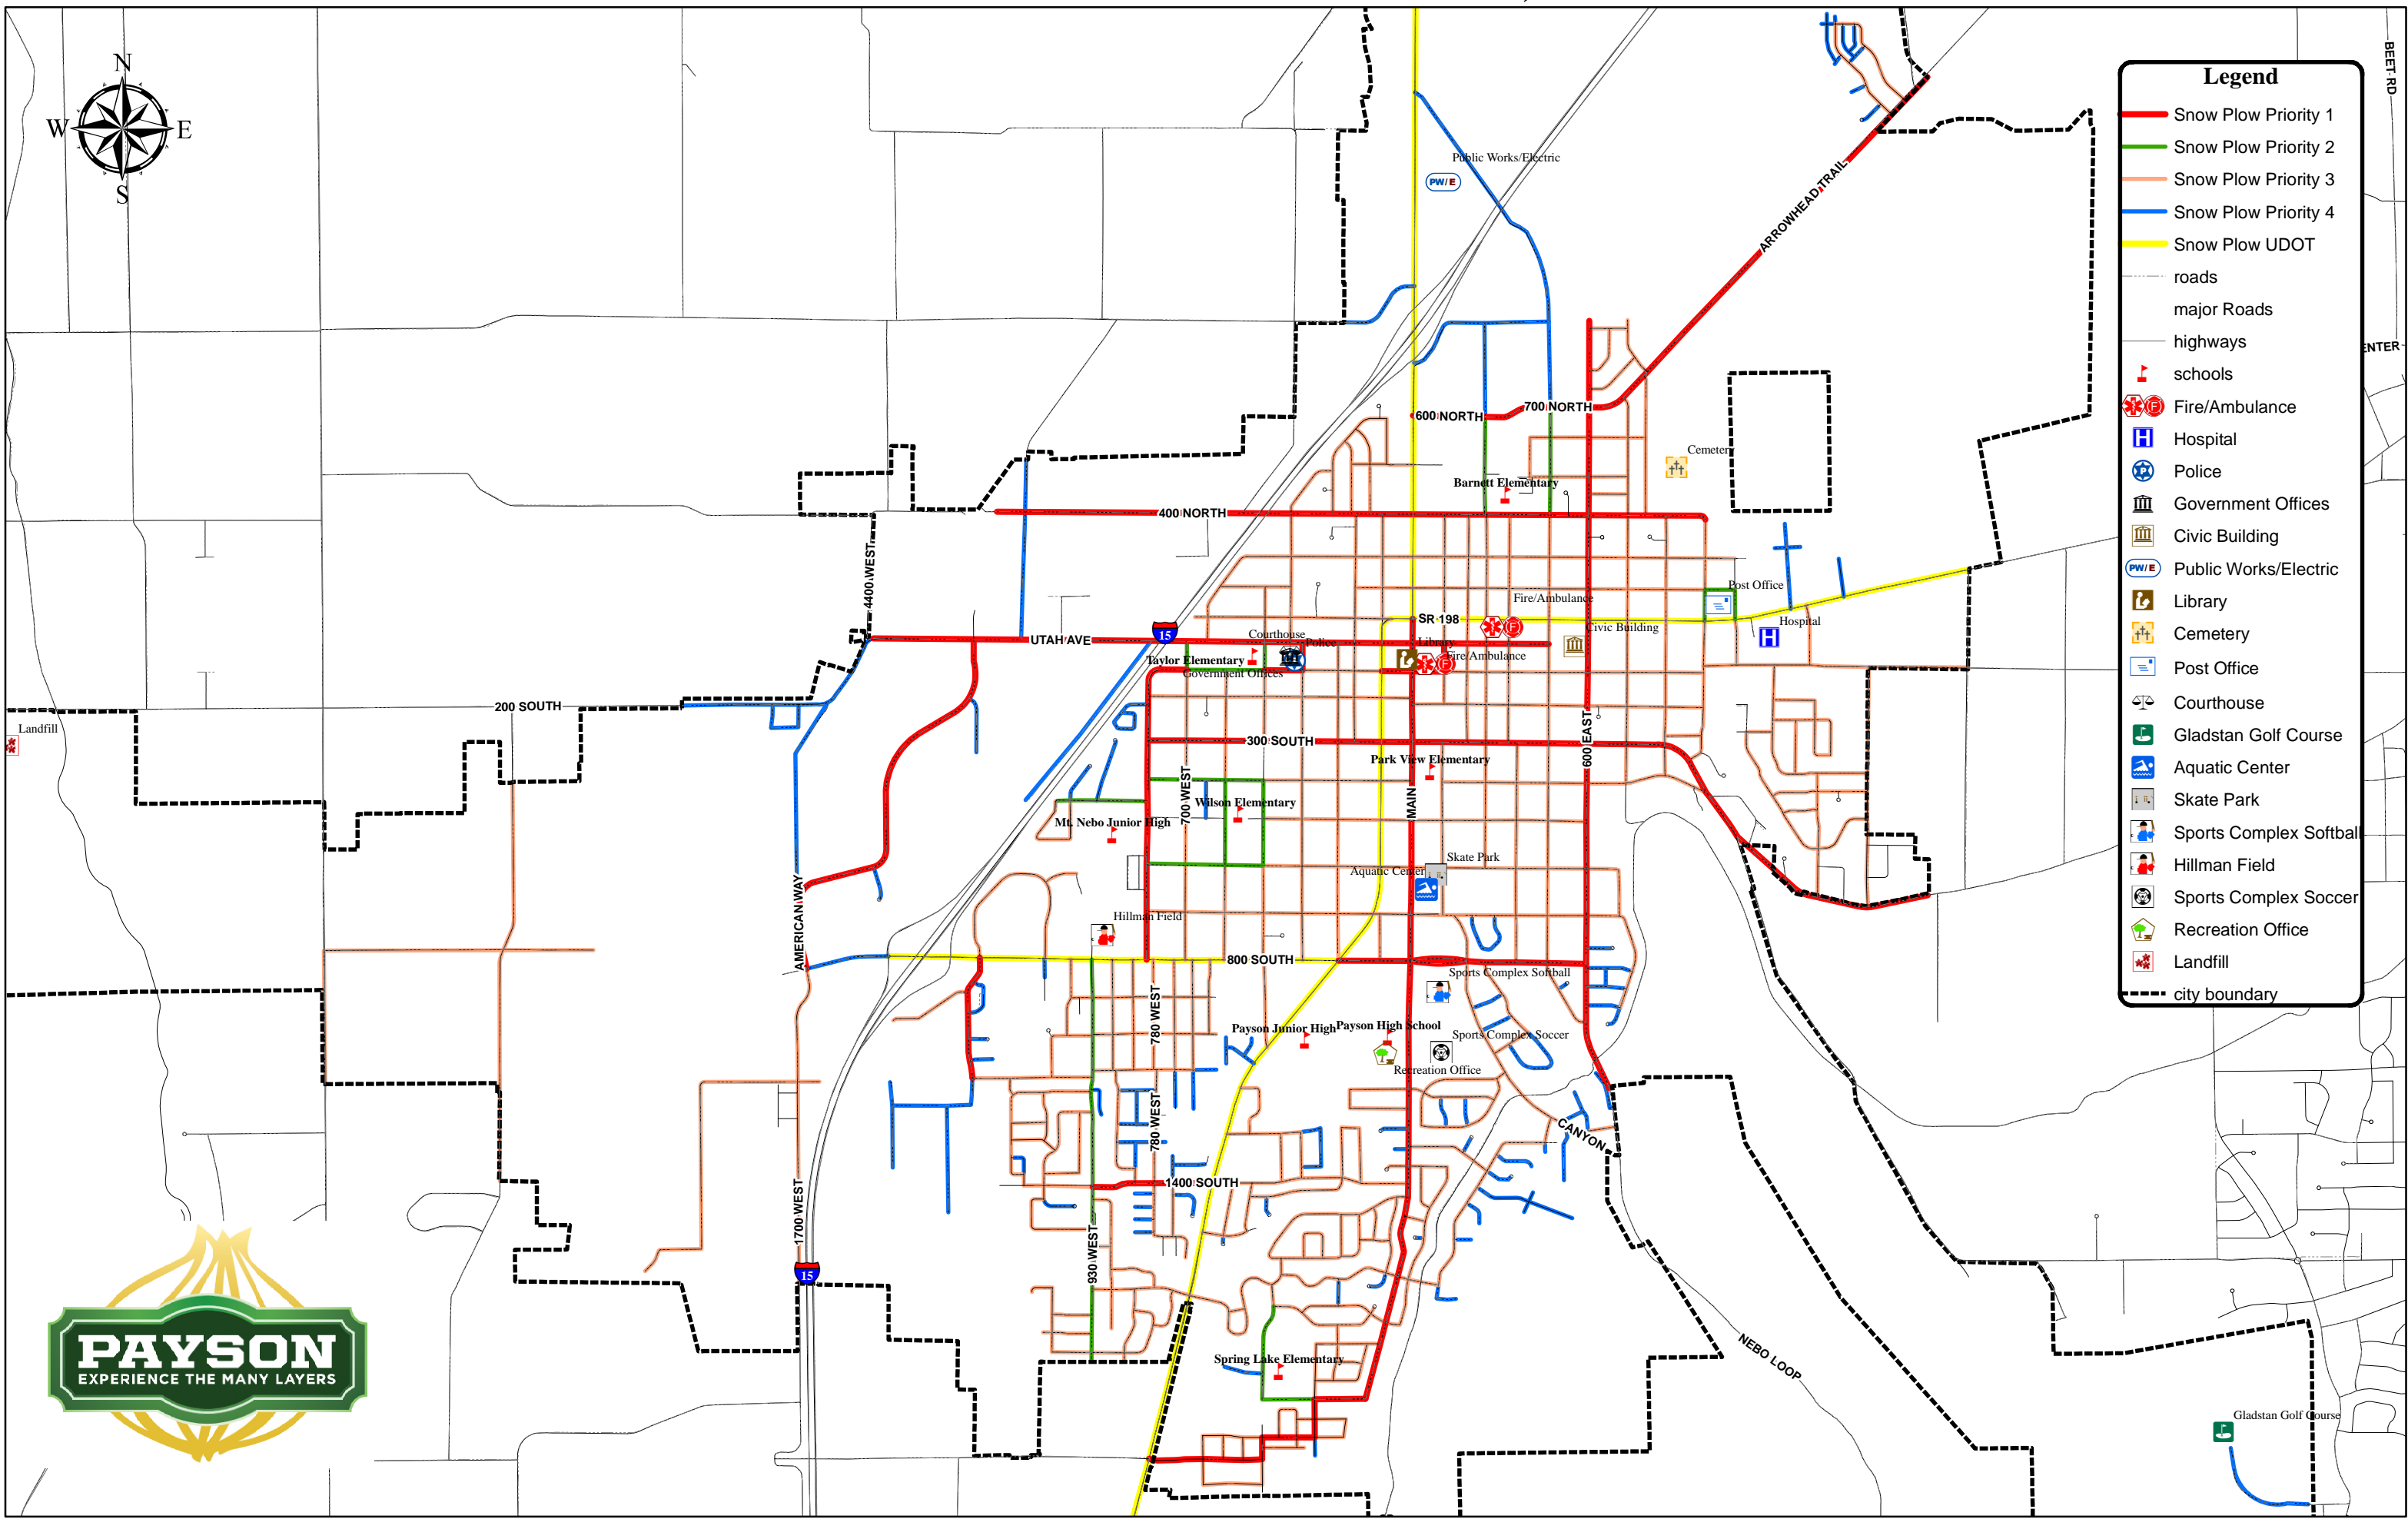 N
W
E
S
BEET RD
Legend
Snow Plow Priority 1
Snow Plow Priority 2
Snow Plow Priority 3
Snow Plow Priority 4
Snow Plow UDOT
roads
major Roads
highways
schools
F Fire/Ambulance
H Hospital
P Police
Government Offices
Civic Building
PW/E Public Works/Electric
Library
Cemetery
Post Office
Courthouse
Gladstan Golf Course
Aquatic Center
Skate Park
Sports Complex Softball
Hillman Field
Sports Complex Soccer
Recreation Office
Landfill
city boundary
ENTER
Public Works/Electric
PW/E
ARROWHEAD TRAIL
600 NORTH
700 NORTH
Cemeter
Barnett Elementary
400 NORTH
4400 WEST
Post Office
Fire/Ambulance
SR 198
F
Hospital
H
Civic Building
15
UTAH AVE
Courthouse
Police
Library
Fire/Ambulance
F
Taylor Elementary
Government Offices
200 SOUTH
Landfill
300 SOUTH
600 EAST
Park View Elementary
700 WEST
MAIN
Wilson Elementary
Mt. Nebo Junior High
Skate Park
Aquatic Center
AMERICAN WAY
Hillman Field
800 SOUTH
Sports Complex Softball
780 WEST
Payson Junior High
Payson High School
Sports Complex Soccer
Recreation Office
780 WEST
CANYON
1400 SOUTH
1700 WEST
930 WEST
15
PAYSON
EXPERIENCE THE MANY LAYERS
NEBO LOOP
Spring Lake Elementary
Gladstan Golf Course